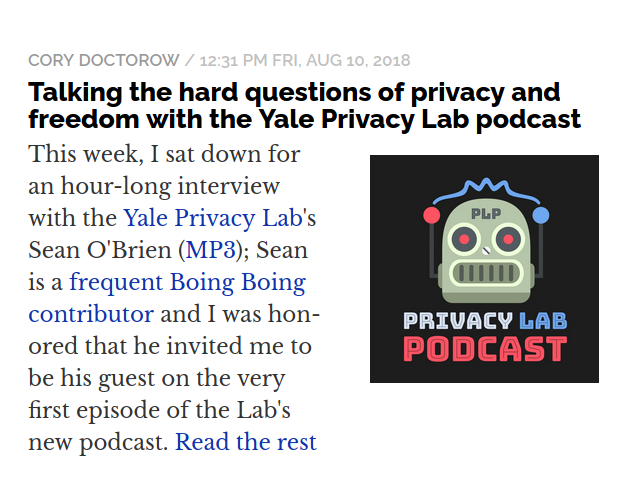 CORY DOCTOROW / 12:31 PM FRI, AUG 10, 2018
Talking the hard questions of privacy and
freedom with the Yale Privacy Lab podcast
This week, I sat down for
an hour-long interview
with the Yale Privacy Lab's
Sean O'Brien (MP3); Sean
is a frequent Boing Boing
contributor and I was hon-
ored that he invited me to
be his guest on the very
first episode of the Lab's
new podcast. Read the rest
PLP
PRIVACY LAB
PODCAST